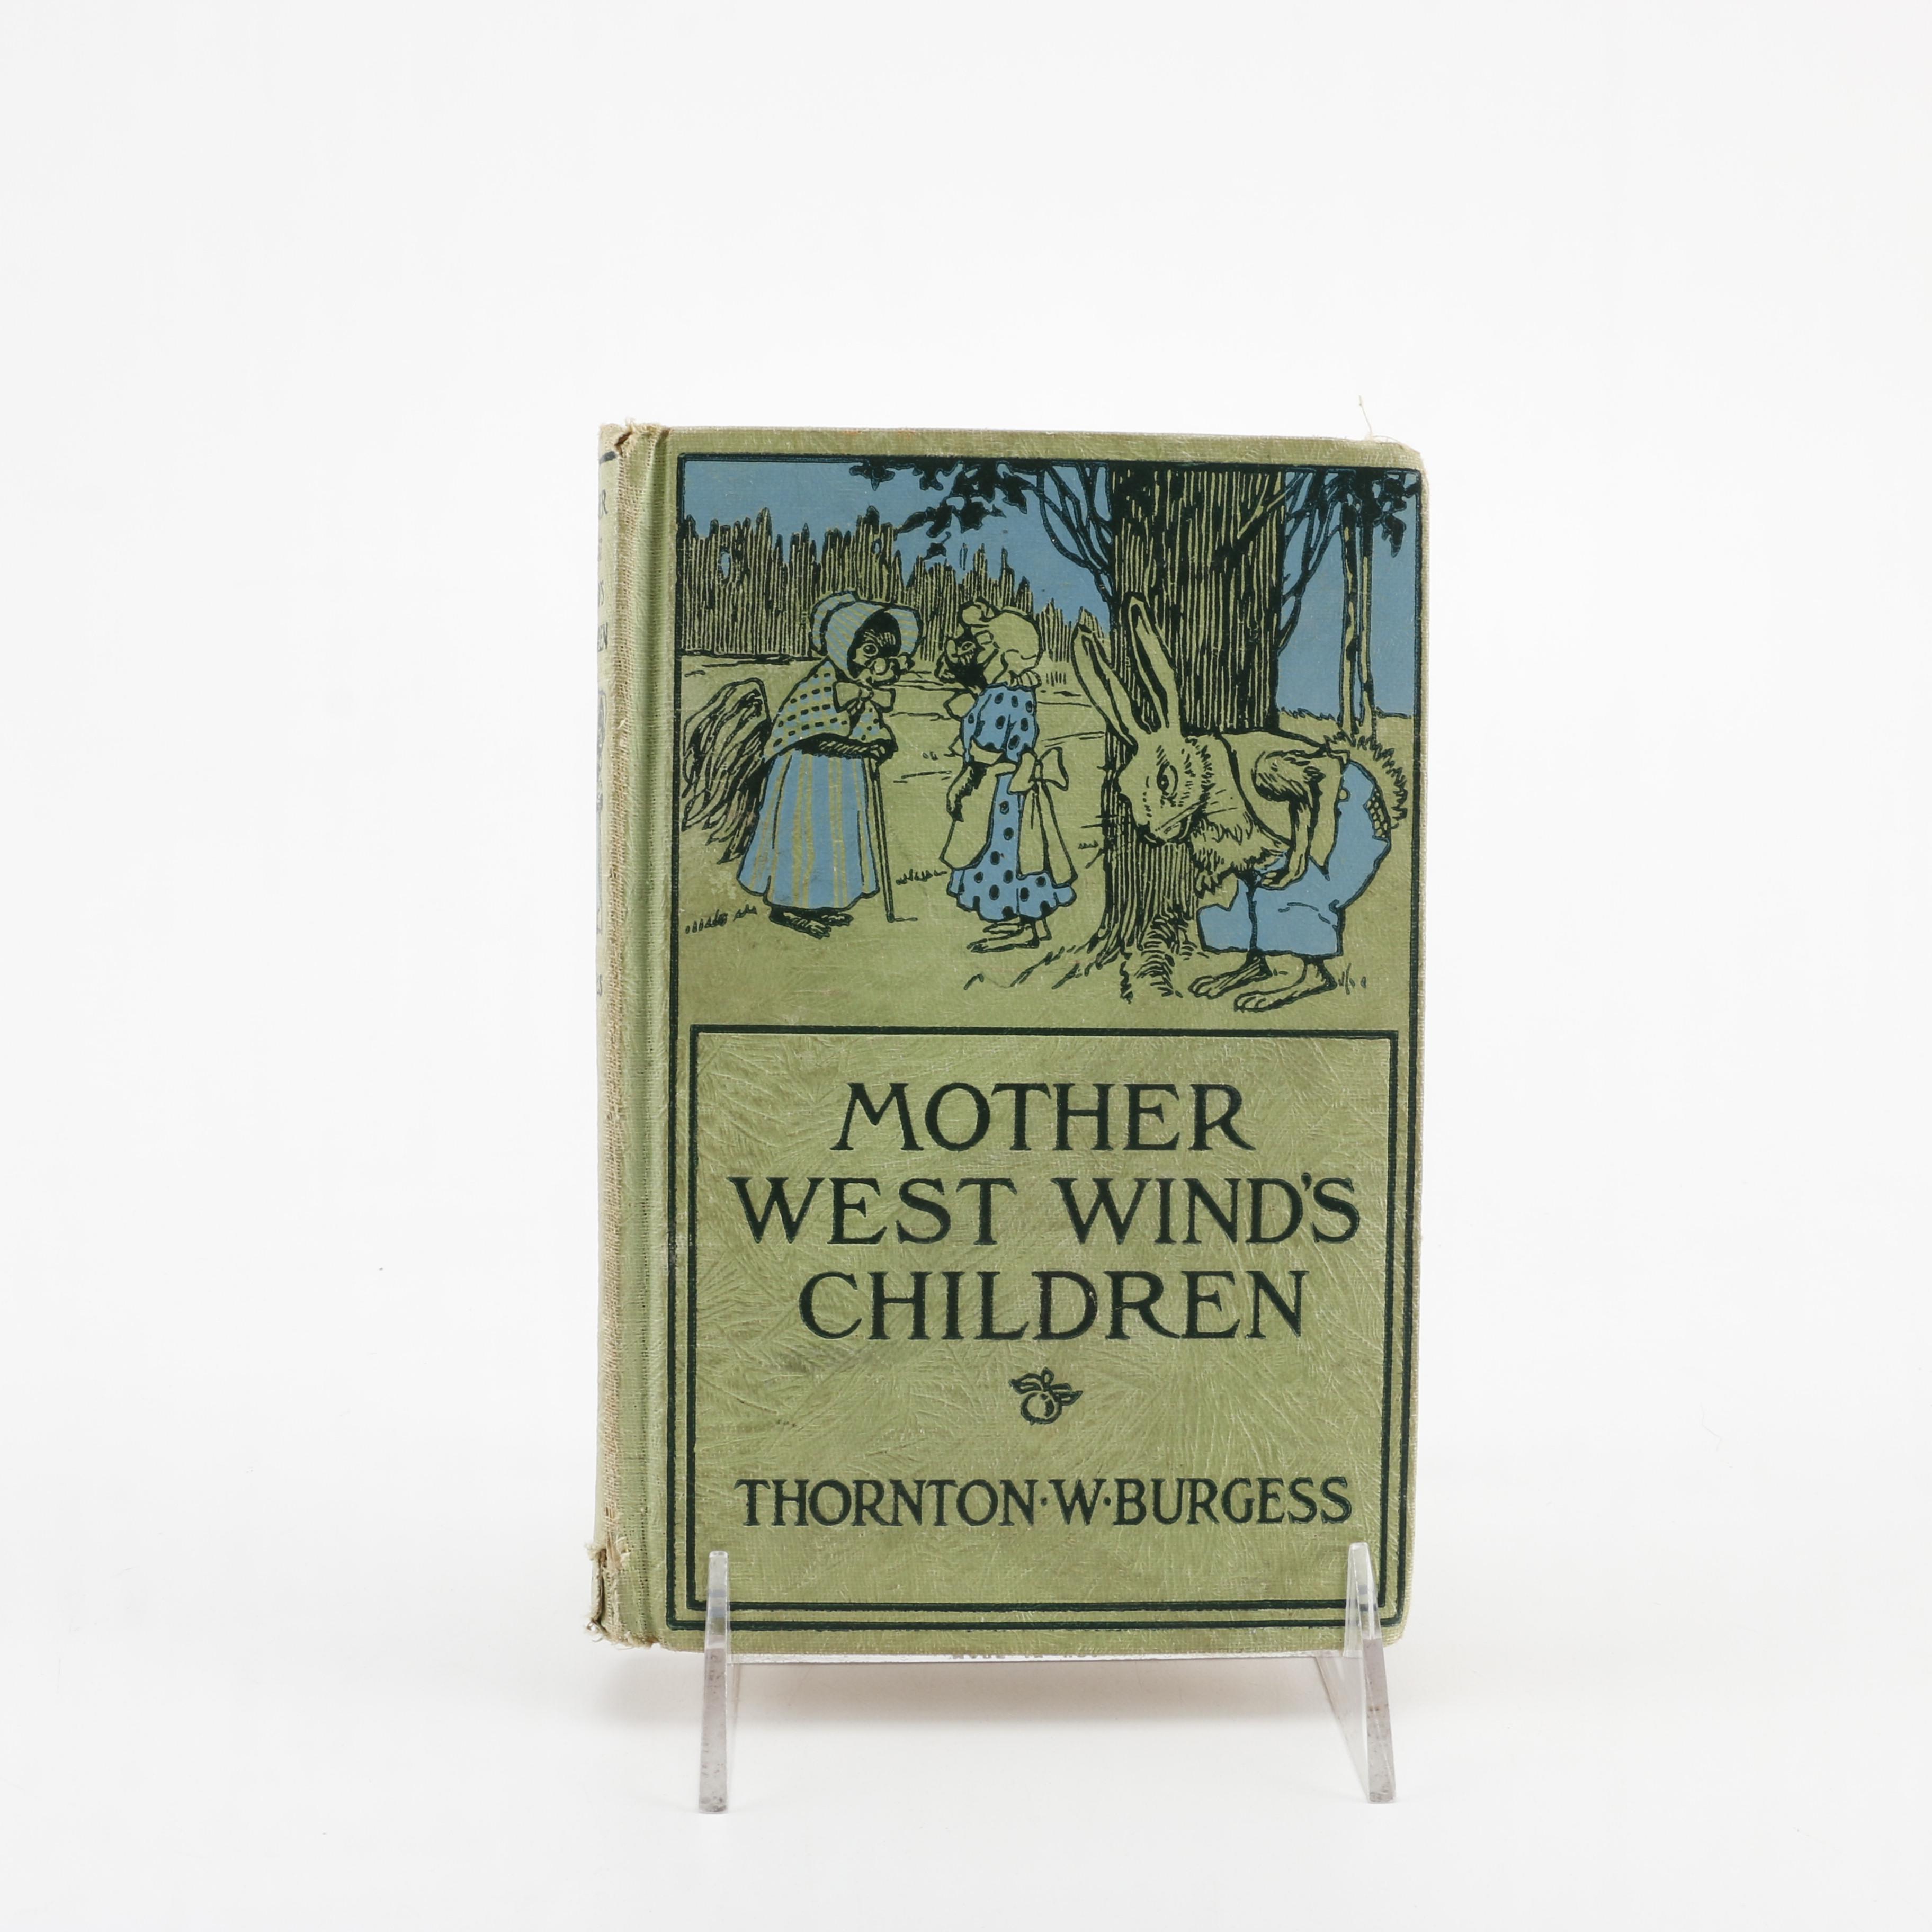 MOTHER
WEST WIND'S
CHILDREN
THORNTON·W·BURGESS